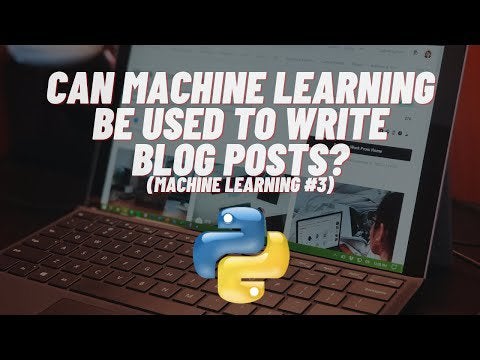 CAN MACHINE LEARNING
BE USED TO WRITE
BLOG POSTS?
(MACHINE LEARNING #3)